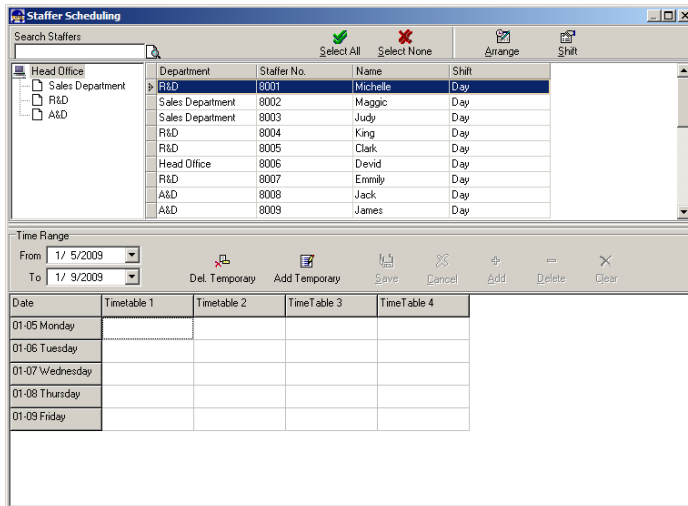 Staffer Scheduling
Search Staffers
Select All Select None Arrange Shift
Head Office
Sales Department
R&D
A&D
Department Staffer No. Name Shift
R&D 8001 Michelle Day
Sales Department 8002 Maggic Day
Sales Department 8003 Judy Day
R&D 8004 King Day
R&D 8005 Clark Day
Head Office 8006 Devid Day
R&D 8007 Emmily Day
A&D 8008 Jack Day
A&D 8009 James Day
Time Range
From 1/ 5/2009
To 1/ 9/2009
Del. Temporary Add Temporary Save Cancel Add Delete Clear
Date Timetable 1 Timetable 2 TimeTable 3 TimeTable 4
01-05 Monday
01-06 Tuesday
01-07 Wednesday
01-08 Thursday
01-09 Friday